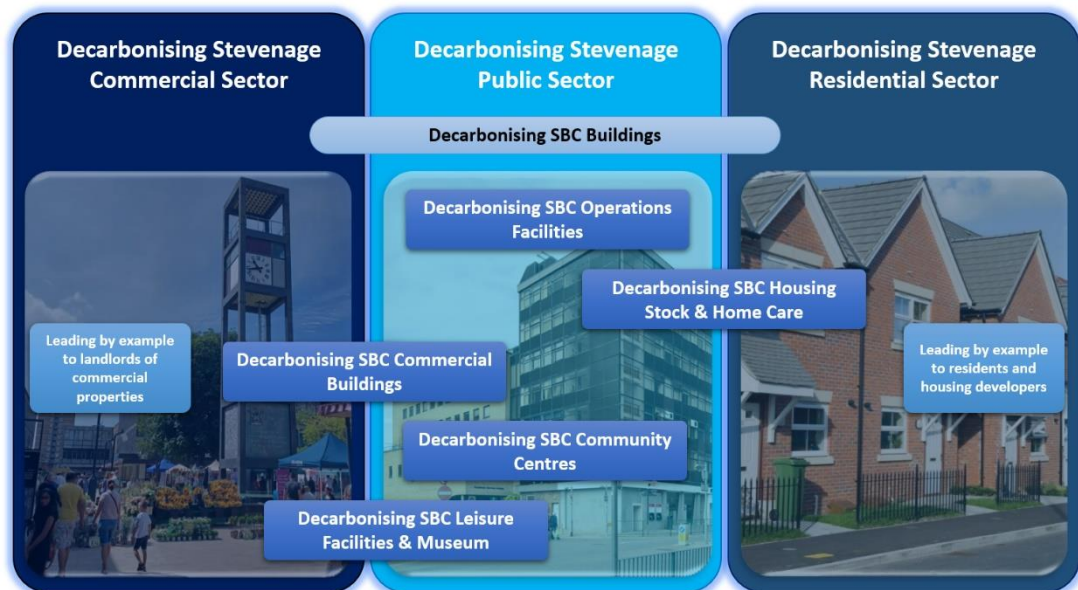 Decarbonising Stevenage
Commercial Sector
Decarbonising Stevenage
Public Sector
Decarbonising Stevenage
Residential Sector
Decarbonising SBC Buildings
Decarbonising SBC Operations
Facilities
Decarbonising SBC Housing
Stock & Home Care
Leading by example
to landlords of
commercial
properties
Decarbonising SBC Commercial
Buildings
Leading by example
to residents and
housing developers
Decarbonising SBC Community
Centres
Decarbonising SBC Leisure
Facilities & Museum